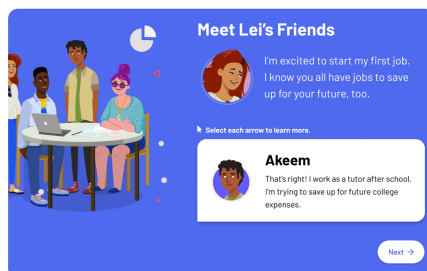 Meet Lei's Friends
I'm excited to start my first job.
I know you all have jobs to save
up for your future, too.
Select each arrow to learn more.
Akeem
That's right! I work as a tutor after school.
I'm trying to save up for future college
expenses.
Next